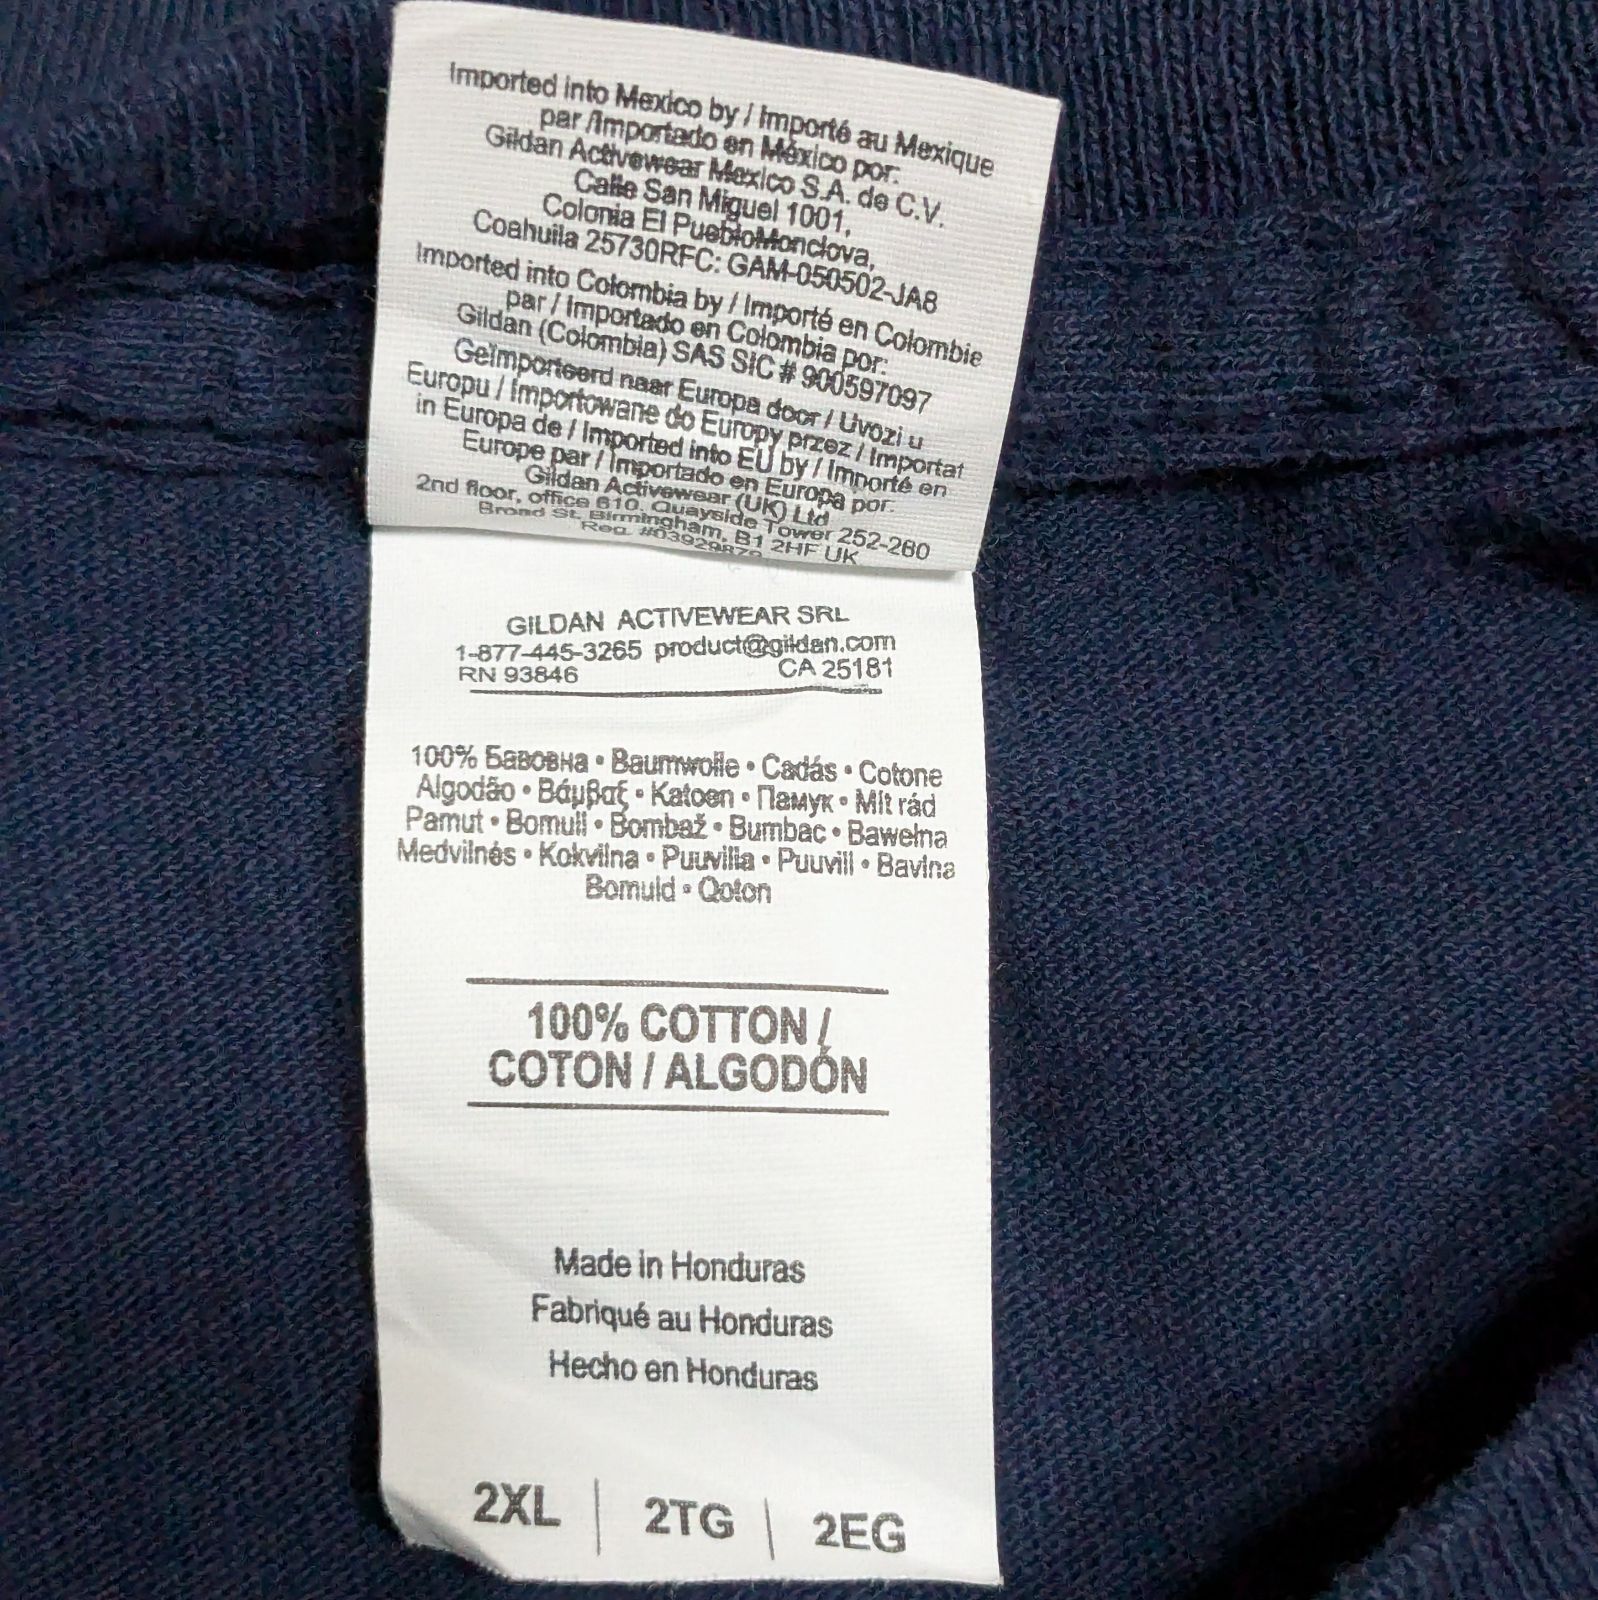 Imported into Mexico by / Importé au Mexique
par /Importado en México por:
Gildan Activewear Mexico S.A. de C.V.
Calle San Miguel 1001,
Colonia El PuebloMonclova,
Coahuila 25730RFC: GAM-050502-JA8
Imported into Colombia by / Importé en Colombie
par / Importado en Colombia por:
Gildan (Colombia) SAS SIC # 900597097
Geïmporteerd naar Europa door / Uvozi u
Europu / Importowane do Europy przez / Importat
in Europa de / Imported into EU by / Importé en
Europe par / Importado en Europa por:
Gildan Activewear (UK) Ltd
2nd floor, office 610, Quayside Tower 252-260
Broad St, Birmingham, B1 2HF UK
Reg. #03929879
GILDAN ACTIVEWEAR SRL
1-877-445-3265 product@gildan.com
RN 93846 CA 25181
100% Бавовна • Baumwolle • Cadás • Cotone
Algodão • Βάμβαξ • Katoen • Памук • Mít rád
Pamut • Bomull • Bombaž • Bumbac • Bawełna
Medvilnės • Kokvilna • Puuvilla • Puuvill • Bavlna
Bomuld • Qoton
100% COTTON /
COTON / ALGODÓN
Made in Honduras
Fabriqué au Honduras
Hecho en Honduras
2XL | 2TG | 2EG